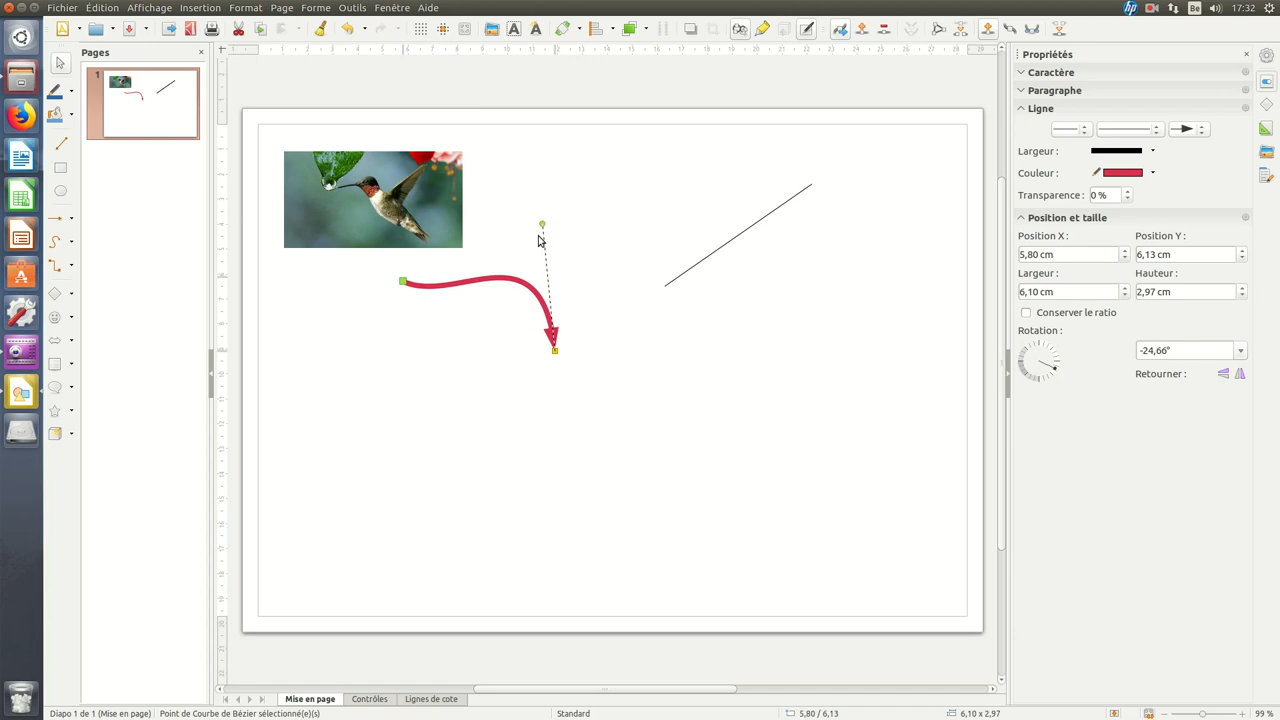 Fichier Édition Affichage Insertion Format Page Forme Outils Fenêtre Aide
Be 17:32
Pages
1
Propriétés
Caractère
Paragraphe
Ligne
Largeur :
Couleur :
Transparence : 0 %
Position et taille
Position X : Position Y :
5,80 cm 6,13 cm
Largeur : Hauteur :
6,10 cm 2,97 cm
Conserver le ratio
Rotation :
-24,66°
Retourner :
Mise en page Contrôles Lignes de cote
Diapo 1 de 1 (Mise en page) Point de Courbe de Bézier sélectionné(e)(s) Standard 5,80 / 6,13 6,10 x 2,97 99 %